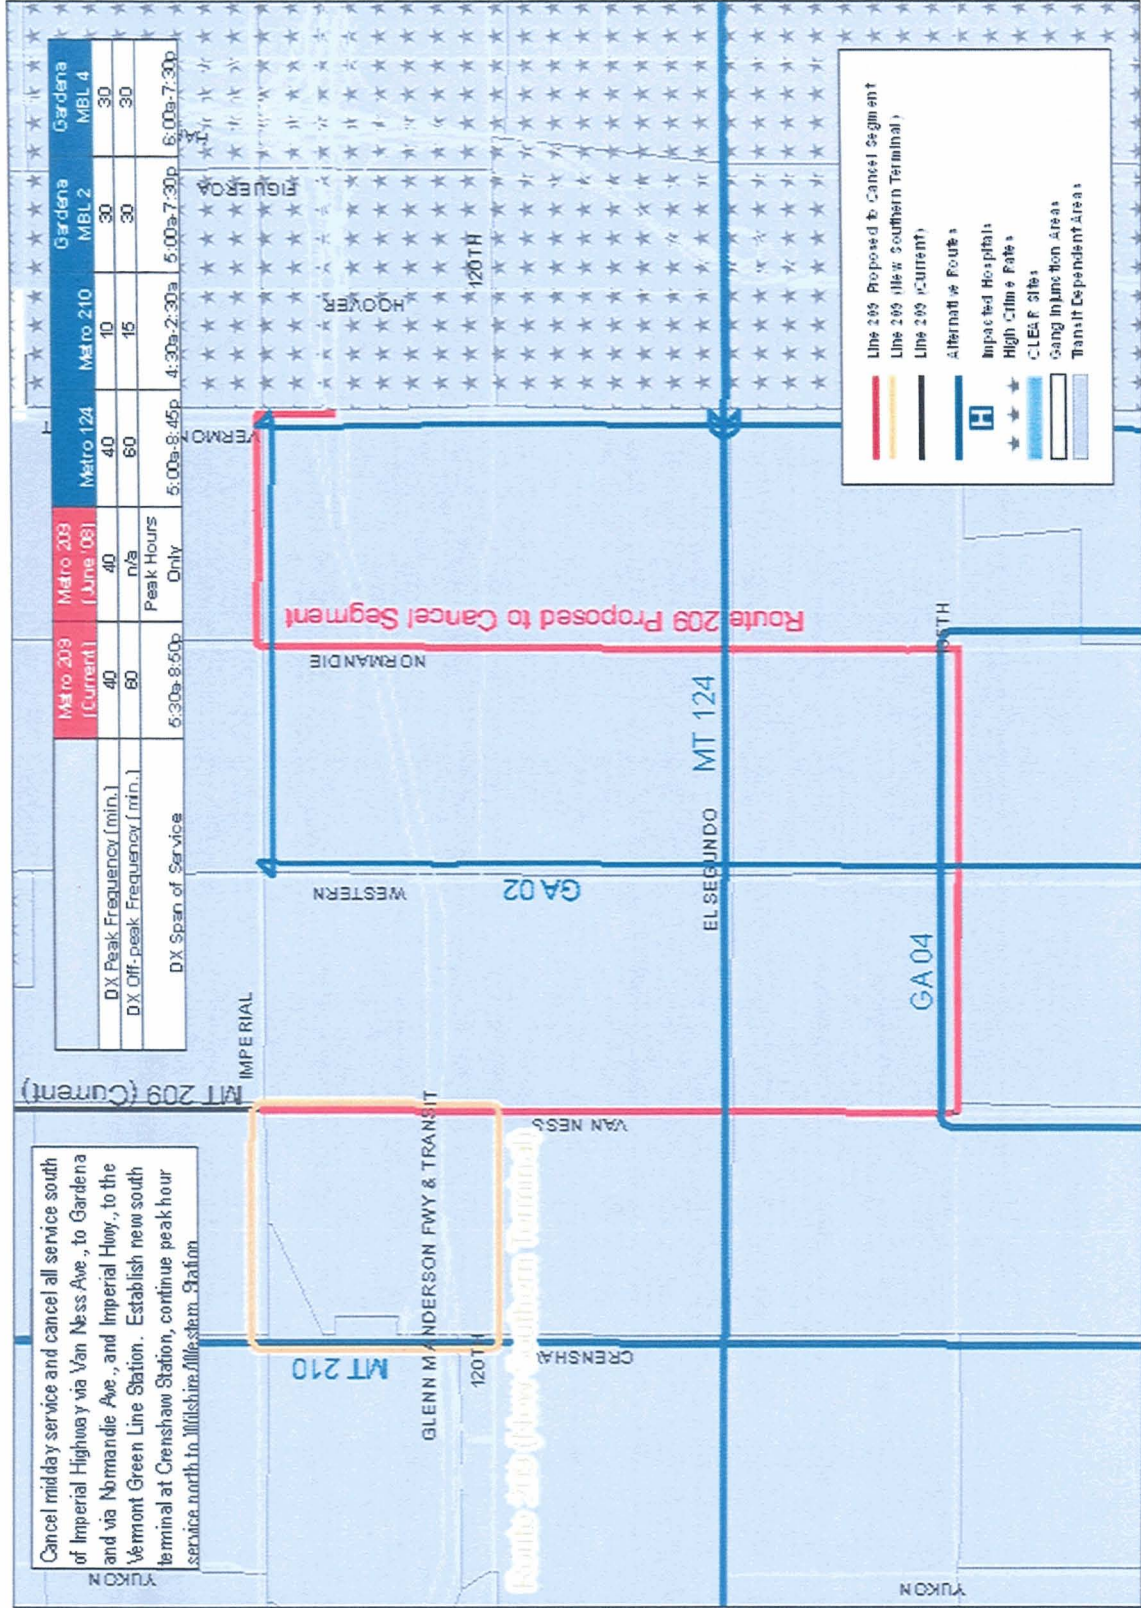 Cancel midday service and cancel all service south
of Imperial Highway via Van Ness Ave., to Gardena
and via Normandie Ave., and Imperial Hwy., to the
Vermont Green Line Station. Establish new south
terminal at Crenshaw Station, continue peak hour
service north to Wilshire/Western Station
Metro 209 (Current) Metro 209 (June '08) Metro 124 Metro 210 Gardena MBL 2 Gardena MBL 4
DX Peak Frequency (min.) 40 40 40 10 30 30
DX Off-peak Frequency (min.) 60 n/a 60 15 30 30
DX Span of Service 5:30a-8:50p Peak Hours Only 5:00a-8:45p 4:30a-2:30a 5:00a-7:30p 6:00a-7:30p
MT 209 (Current)
IMPERIAL
YUKON
MT 210
GLENN M ANDERSON FWY & TRANSIT
120TH
CRENSHA
Route 209 (New Southern Terminal)
VAN NESS
WESTERN
GA 02
NORMANDIE
Route 209 Proposed to Cancel Segment
VERMON
HOOVER
FIGUEROA
120TH
EL SEGUNDO
MT 124
GA 04
YUKON
Line 209 Proposed to Cancel Segment
Line 209 (New Southern Terminal)
Line 209 (Current)
Alternative Routes
H Impacted Hospitals
High Crime Rates
CLEAR Sites
Gang Injunction Areas
Transit Dependent Areas